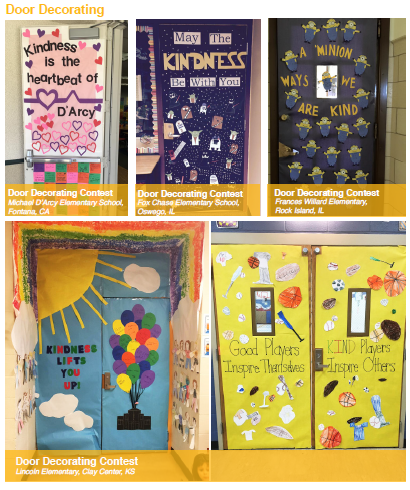 Door Decorating
Kindness
is the
heartbeat of
D'Arcy
Door Decorating Contest
Michael D'Arcy Elementary School,
Fontana, CA
May The
KINDNESS
Be With You
Door Decorating Contest
Fox Chase Elementary School,
Oswego, IL
A MINION
WAYS WE
ARE KIND
Door Decorating Contest
Frances Willard Elementary,
Rock Island, IL
KINDNESS
LIFTS
YOU
UP!
Door Decorating Contest
Lincoln Elementary, Clay Center, KS
Good Players
Inspire Themselves
KIND Players
Inspire Others